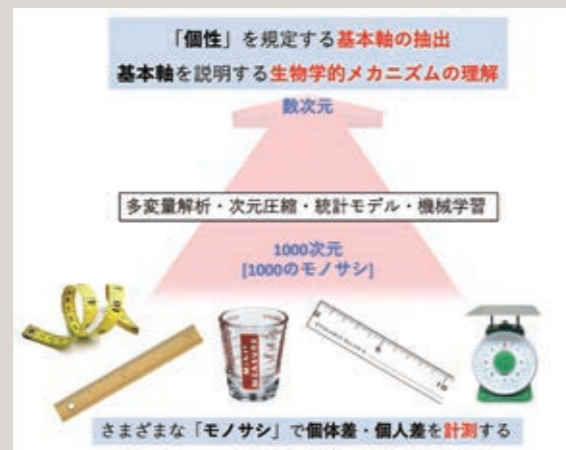 「個性」を規定する基本軸の抽出
基本軸を説明する生物学的メカニズムの理解
数次元
多変量解析・次元圧縮・統計モデル・機械学習
1000次元
[1000のモノサシ]
MEASURE
さまざまな「モノサシ」で個体差・個人差を計測する